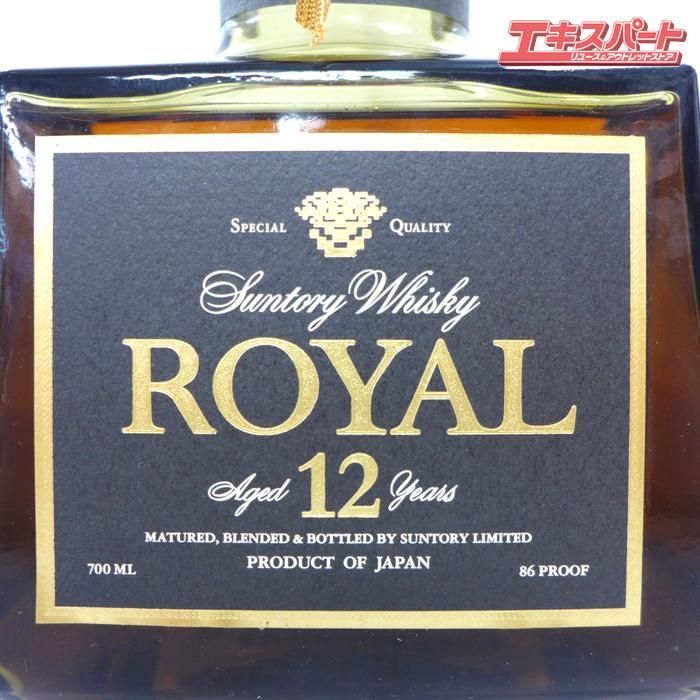 エキスパート
リユース&アウトレットストア
SPECIAL QUALITY
Suntory Whisky
ROYAL
Aged 12 Years
MATURED, BLENDED & BOTTLED BY SUNTORY LIMITED
700 ML PRODUCT OF JAPAN 86 PROOF